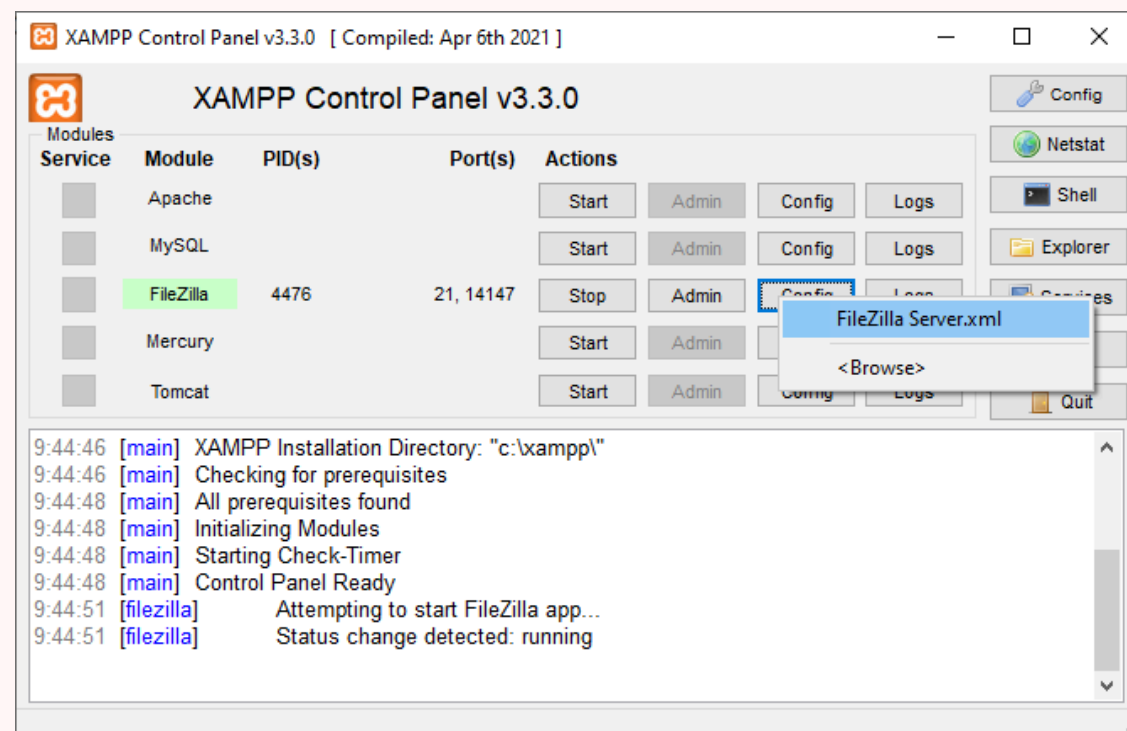 XAMPP Control Panel v3.3.0 [ Compiled: Apr 6th 2021 ]
XAMPP Control Panel v3.3.0
Config
Modules
Service Module PID(s) Port(s) Actions
Netstat
Apache Start Admin Config Logs
Shell
MySQL Start Admin Config Logs
Explorer
FileZilla 4476 21, 14147 Stop Admin Config Logs
Services
FileZilla Server.xml
Mercury Start Admin
<Browse>
Tomcat Start Admin Config Logs
Quit
9:44:46 [main] XAMPP Installation Directory: "c:\xampp\"
9:44:46 [main] Checking for prerequisites
9:44:48 [main] All prerequisites found
9:44:48 [main] Initializing Modules
9:44:48 [main] Starting Check-Timer
9:44:48 [main] Control Panel Ready
9:44:51 [filezilla] Attempting to start FileZilla app...
9:44:51 [filezilla] Status change detected: running